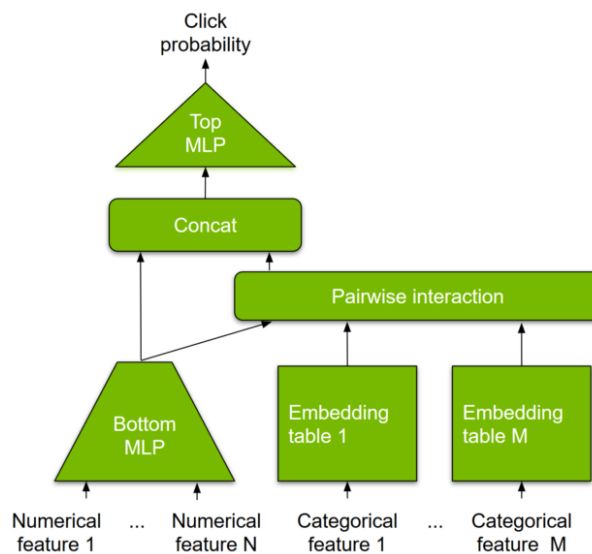 Click
probability
Top
MLP
Concat
Pairwise interaction
Bottom
MLP
Embedding
table 1
Embedding
table M
Numerical
feature 1
...
Numerical
feature N
Categorical
feature 1
...
Categorical
feature M